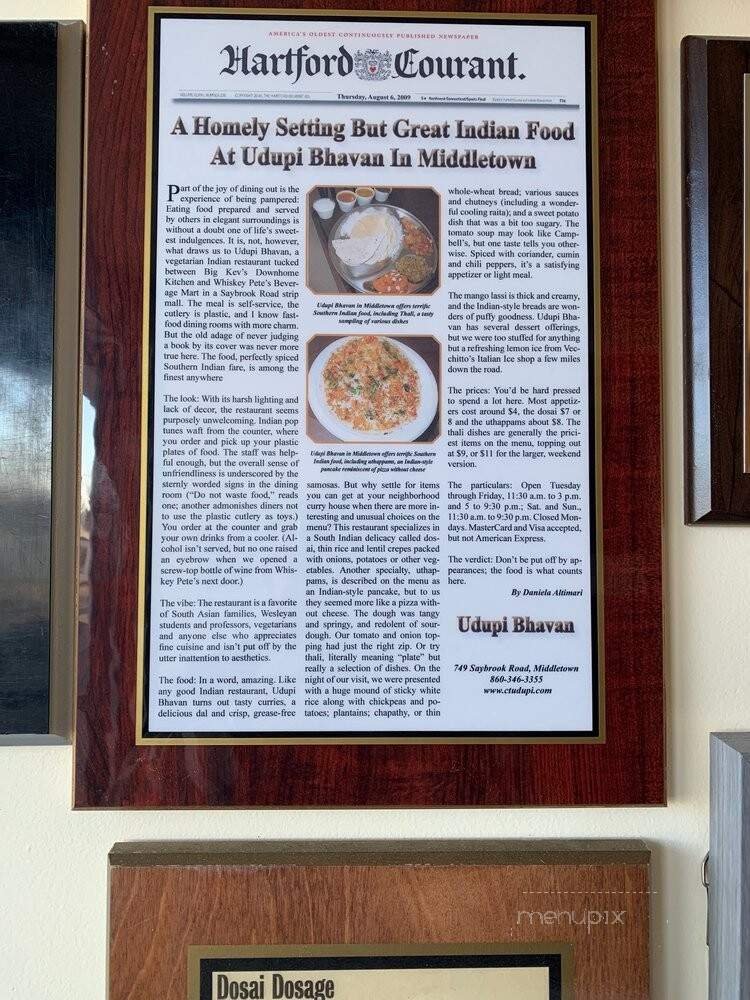 AMERICA'S OLDEST CONTINUOUSLY PUBLISHED NEWSPAPER
Hartford Courant.
Thursday, August 6, 2009
A Homely Setting But Great Indian Food
At Udupi Bhavan In Middletown
Part of the joy of dining out is the
experience of being pampered:
Eating food prepared and served
by others in elegant surroundings is
without a doubt one of life's sweet-
est indulgences. It is, not, however,
what draws us to Udupi Bhavan, a
vegetarian Indian restaurant tucked
between Big Kev's Downhome
Kitchen and Whiskey Pete's Bever-
age Mart in a Saybrook Road strip
mall. The meal is self-service, the
cutlery is plastic, and I know fast-
food dining rooms with more charm.
But the old adage of never judging
a book by its cover was never more
true here. The food, perfectly spiced
Southern Indian fare, is among the
finest anywhere
The look: With its harsh lighting and
lack of decor, the restaurant seems
purposely unwelcoming. Indian pop
tunes waft from the counter, where
you order and pick up your plastic
plates of food. The staff was help-
ful enough, but the overall sense of
unfriendliness is underscored by the
sternly worded signs in the dining
room ("Do not waste food," reads
one; another admonishes diners not
to use the plastic cutlery as toys.)
You order at the counter and grab
your own drinks from a cooler. (Al-
cohol isn't served, but no one raised
an eyebrow when we opened a
screw-top bottle of wine from Whis-
key Pete's next door.)
The vibe: The restaurant is a favorite
of South Asian families, Wesleyan
students and professors, vegetarians
and anyone else who appreciates
fine cuisine and isn't put off by the
utter inattention to aesthetics.
The food: In a word, amazing. Like
any good Indian restaurant, Udupi
Bhavan turns out tasty curries, a
delicious dal and crisp, grease-free
Udupi Bhavan in Middletown offers terrific
Southern Indian food, including Thali, a tasty
sampling of various dishes
Udupi Bhavan in Middletown offers terrific Southern
Indian food, including uthappams, an Indian-style
pancake reminiscent of pizza without cheese
samosas. But why settle for items
you can get at your neighborhood
curry house when there are more in-
teresting and unusual choices on the
menu? This restaurant specializes in
a South Indian delicacy called dos-
ai, thin rice and lentil crepes packed
with onions, potatoes or other veg-
etables. Another specialty, uthap-
pams, is described on the menu as
an Indian-style pancake, but to us
they seemed more like a pizza with-
out cheese. The dough was tangy
and springy, and redolent of sour-
dough. Our tomato and onion top-
ping had just the right zip. Or try
thali, literally meaning "plate" but
really a selection of dishes. On the
night of our visit, we were presented
with a huge mound of sticky white
rice along with chickpeas and po-
tatoes; plantains; chapathy, or thin
whole-wheat bread; various sauces
and chutneys (including a wonder-
ful cooling raita); and a sweet potato
dish that was a bit too sugary. The
tomato soup may look like Camp-
bell's, but one taste tells you other-
wise. Spiced with coriander, cumin
and chili peppers, it's a satisfying
appetizer or light meal.
The mango lassi is thick and creamy,
and the Indian-style breads are won-
ders of puffy goodness. Udupi Bha-
van has several dessert offerings,
but we were too stuffed for anything
but a refreshing lemon ice from Vec-
chitto's Italian Ice shop a few miles
down the road.
The prices: You'd be hard pressed
to spend a lot here. Most appetiz-
ers cost around $4, the dosai $7 or
8 and the uthappams about $8. The
thali dishes are generally the prici-
est items on the menu, topping out
at $9, or $11 for the larger, weekend
version.
The particulars: Open Tuesday
through Friday, 11:30 a.m. to 3 p.m.
and 5 to 9:30 p.m.; Sat. and Sun.,
11:30 a.m. to 9:30 p.m. Closed Mon-
days. MasterCard and Visa accepted,
but not American Express.
The verdict: Don't be put off by ap-
pearances; the food is what counts
here.
By Daniela Altimari
Udupi Bhavan
749 Saybrook Road, Middletown
860-346-3355
www.ctudupi.com
menupix
Dosai Dosage